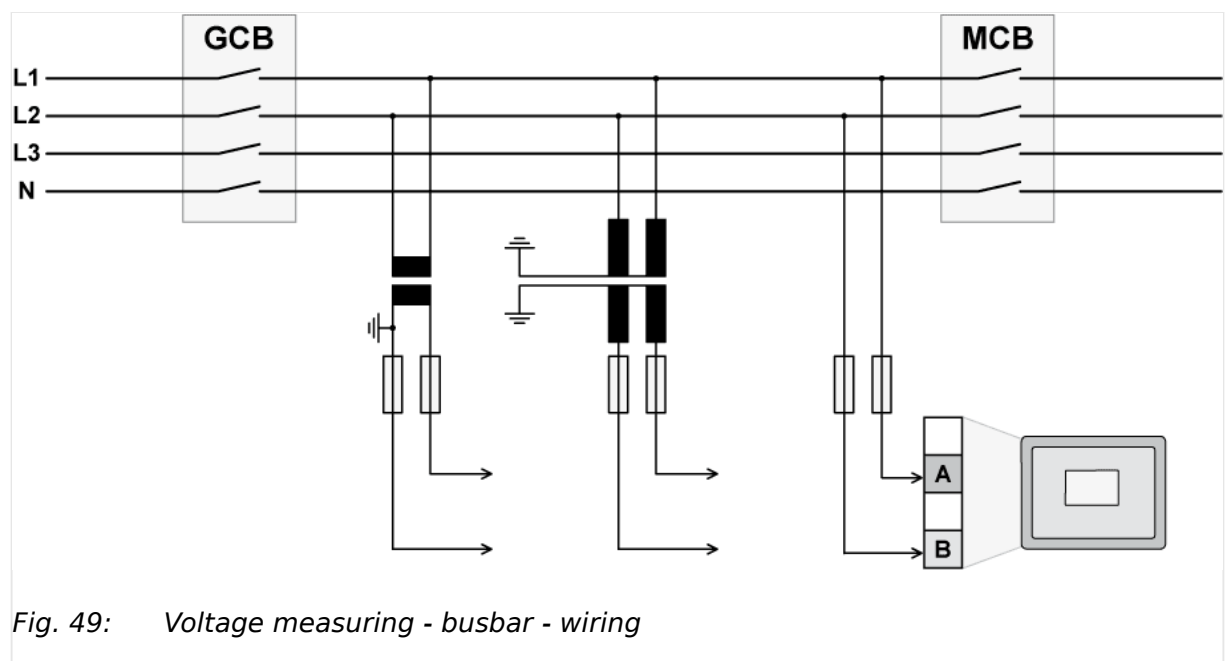 GCB MCB
L1
L2
L3
N
A
B
Fig. 49: Voltage measuring - busbar - wiring